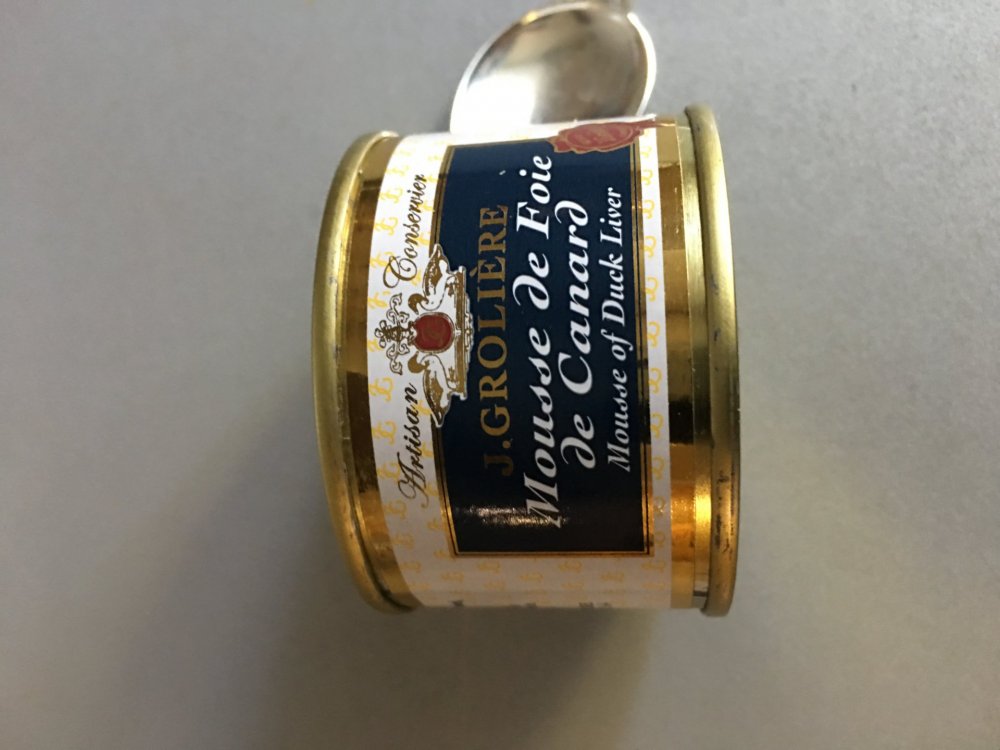 Artisan Conservier
J. GROLIÈRE
Mousse de Foie
de Canard
Mousse of Duck Liver